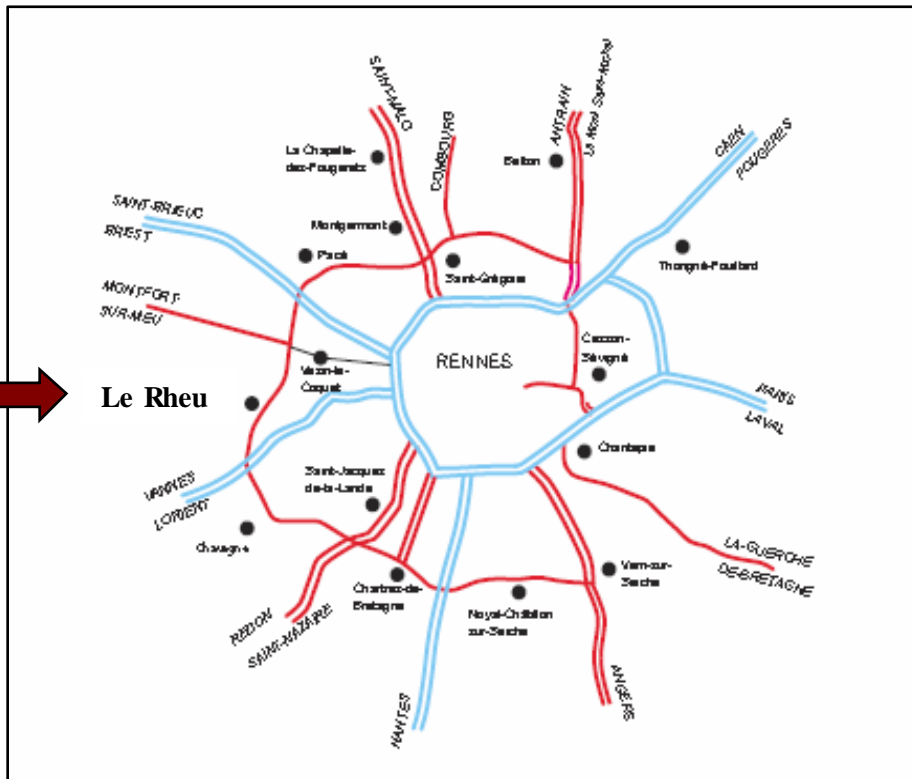 SAINT-MALO
COMBOURG
ANTRAIN
Le Mont Saint-Michel
CAEN
FOUGERES
La Chapelle-
des-Fougeretz
Betton
SAINT-BRIEUC
BREST
Montgermont
Pacé
Saint-Grégoire
Thorigné-Fouillard
MONTFORT-
SUR-MEU
RENNES
Cesson-
Sévigné
Vezin-le-
Coquet
Le Rheu
PARIS
LAVAL
Chantepie
VANNES
LORIENT
Saint-Jacques
de-la-Lande
Chavagne
LA-GUERCHE
DE-BRETAGNE
Chartres-de-
Bretagne
Vern-sur-
Seiche
Noyal-Châtillon
sur-Seiche
REDON
SAINT-NAZAIRE
NANTES
ANGERS